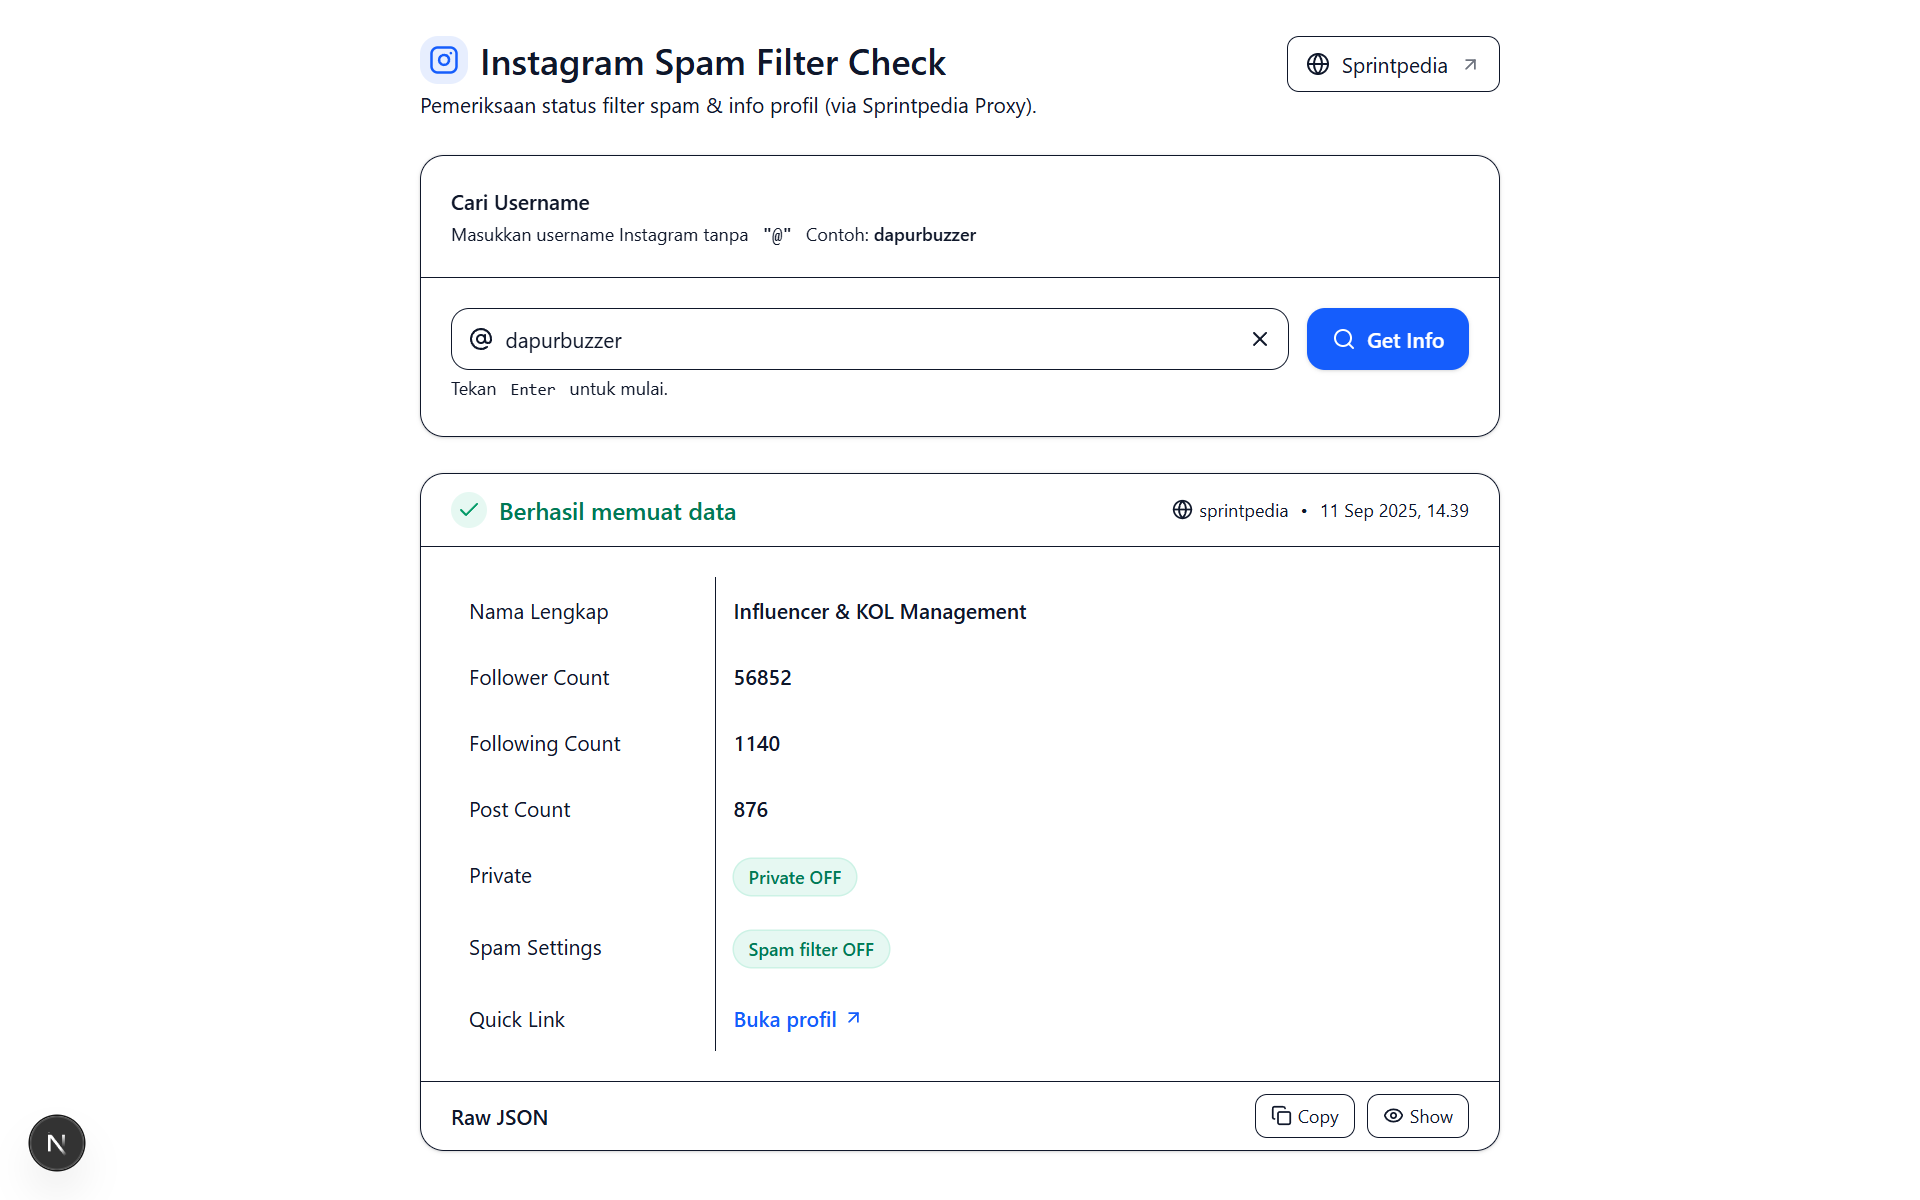 Instagram Spam Filter Check
Sprintpedia
Pemeriksaan status filter spam & info profil (via Sprintpedia Proxy).
Cari Username
Masukkan username Instagram tanpa "@" Contoh: dapurbuzzer
dapurbuzzer
Get Info
Tekan Enter untuk mulai.
Berhasil memuat data
sprintpedia • 11 Sep 2025, 14.39
Nama Lengkap Influencer & KOL Management
Follower Count 56852
Following Count 1140
Post Count 876
Private Private OFF
Spam Settings Spam filter OFF
Quick Link Buka profil
Raw JSON Copy Show
N